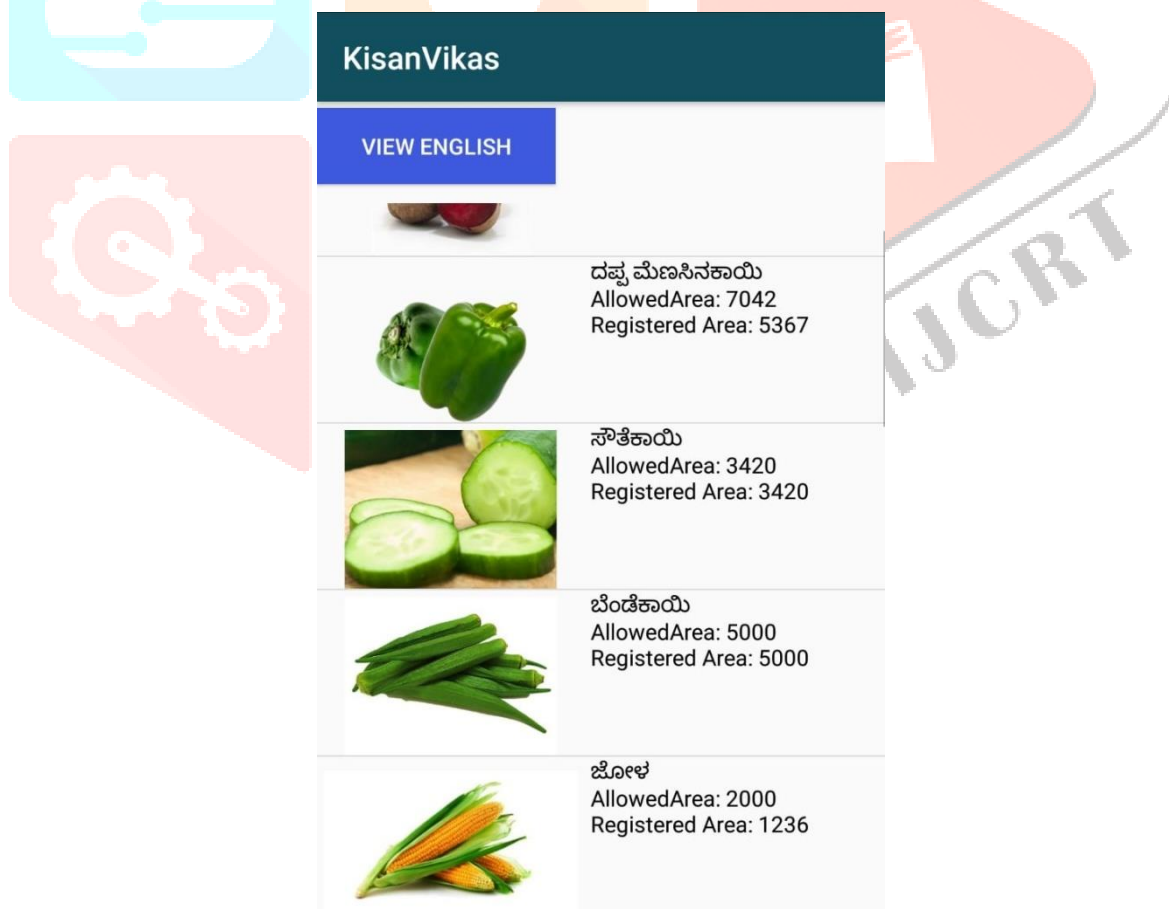 KisanVikas
VIEW ENGLISH
ದಪ್ಪ ಮೆಣಸಿನಕಾಯಿ
AllowedArea: 7042
Registered Area: 5367
ಸೌತೆಕಾಯಿ
AllowedArea: 3420
Registered Area: 3420
ಬೆಂಡೆಕಾಯಿ
AllowedArea: 5000
Registered Area: 5000
ಜೋಳ
AllowedArea: 2000
Registered Area: 1236
IJCRT